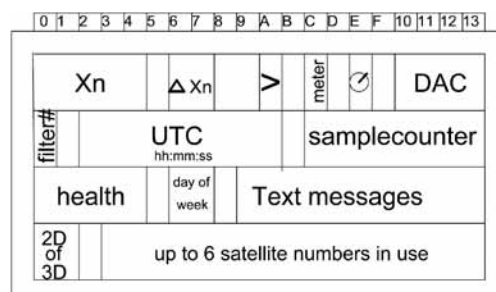 0 1 2 3 4 5 6 7 8 9 A B C D E F 10 11 12 13
Xn Δ Xn > meter DAC
filter# UTC samplecounter
hh:mm:ss
health day of week Text messages
2D of 3D up to 6 satellite numbers in use